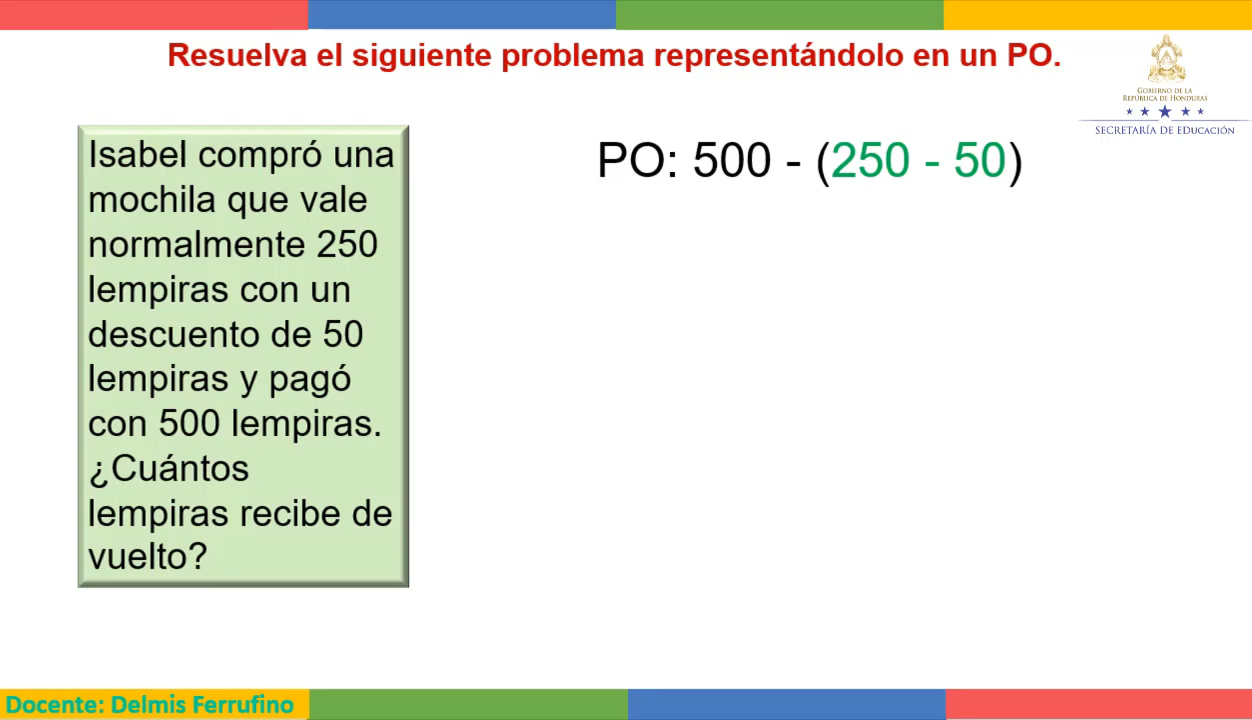 Resuelva el siguiente problema representándolo en un PO.
GOBIERNO DE LA
REPÚBLICA DE HONDURAS
SECRETARÍA DE EDUCACIÓN
Isabel compró una
mochila que vale
normalmente 250
lempiras con un
descuento de 50
lempiras y pagó
con 500 lempiras.
¿Cuántos
lempiras recibe de
vuelto?
PO: 500 - (250 - 50)
Docente: Delmis Ferrufino